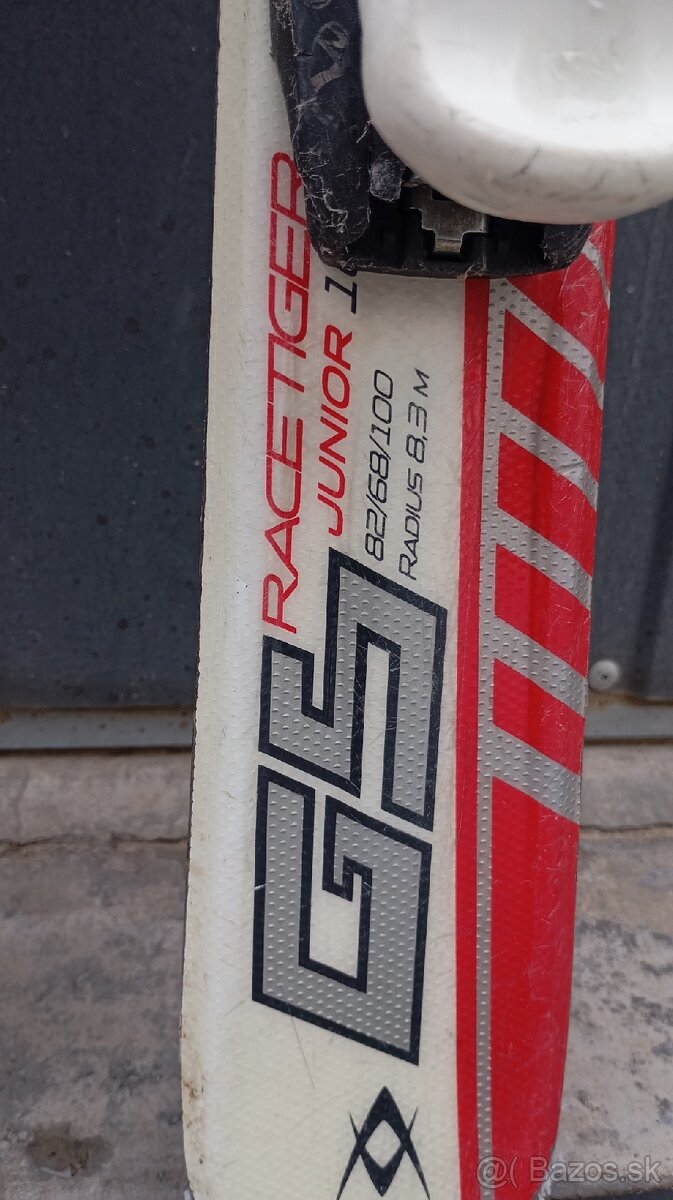 RACETIGER
JUNIOR
82/68/100
RADIUS 8,3 M
GS
@( Bazos.sk